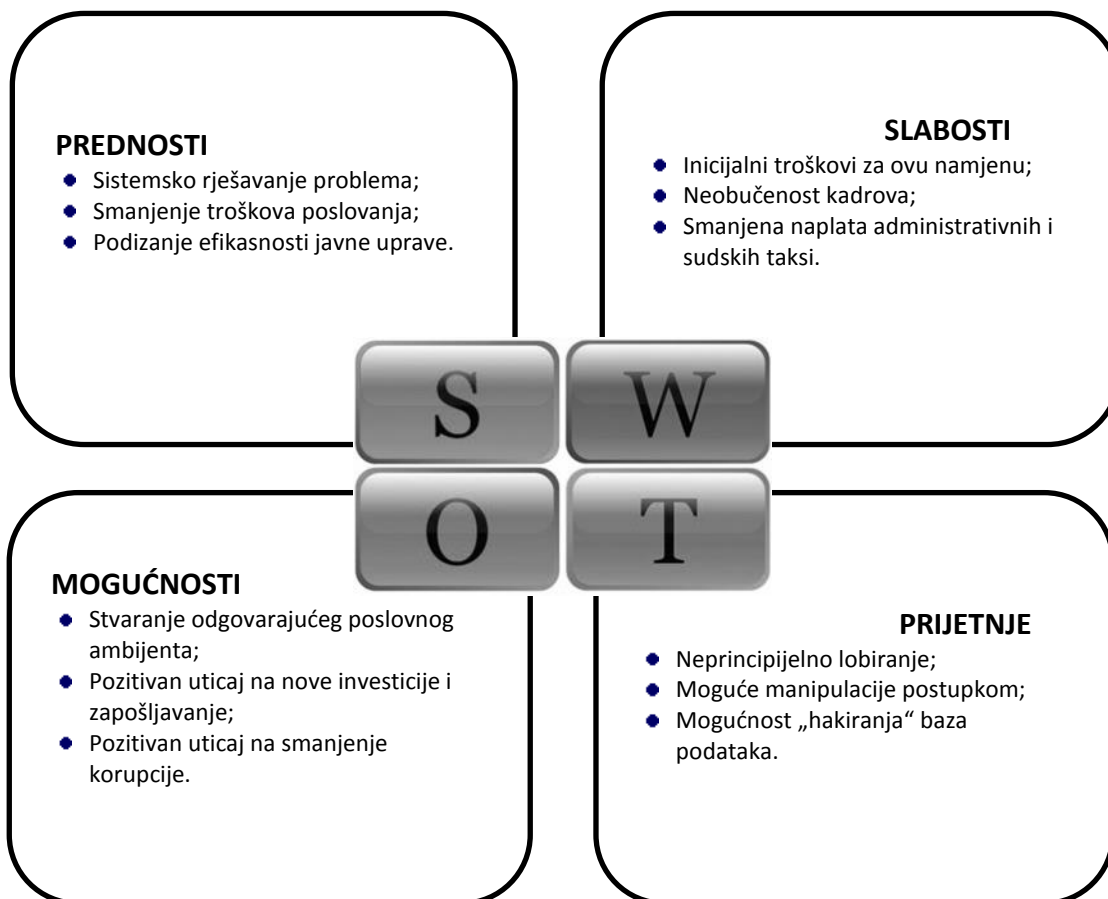 PREDNOSTI
Sistemsko rješavanje problema;
Smanjenje troškova poslovanja;
Podizanje efikasnosti javne uprave.
SLABOSTI
Inicijalni troškovi za ovu namjenu;
Neobučenost kadrova;
Smanjena naplata administrativnih i
sudskih taksi.
S
W
O
T
MOGUĆNOSTI
Stvaranje odgovarajućeg poslovnog
ambijenta;
Pozitivan uticaj na nove investicije i
zapošljavanje;
Pozitivan uticaj na smanjenje
korupcije.
PRIJETNJE
Neprincipijelno lobiranje;
Moguće manipulacije postupkom;
Mogućnost „hakiranja“ baza
podataka.